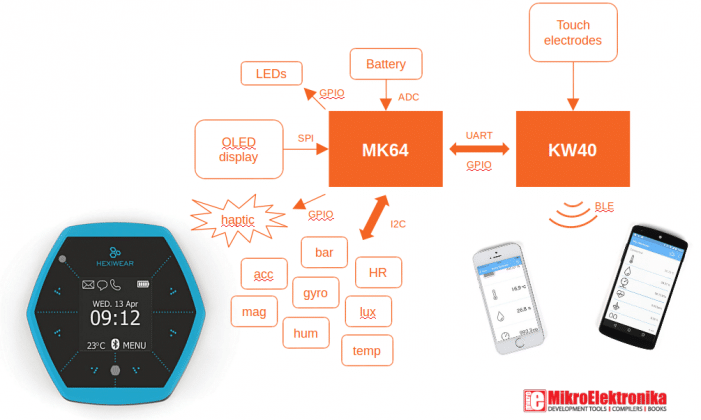 Touch
electrodes
LEDs
Battery
GPIO
ADC
OLED
display
SPI
MK64
UART
GPIO
KW40
haptic
GPIO
I2C
BLE
bar
acc
HR
gyro
mag
lux
hum
temp
HEXIWEAR
WED. 13 Apr
09:12
23°C
MENU
MikroElektronika
DEVELOPMENT TOOLS | COMPILERS | BOOKS